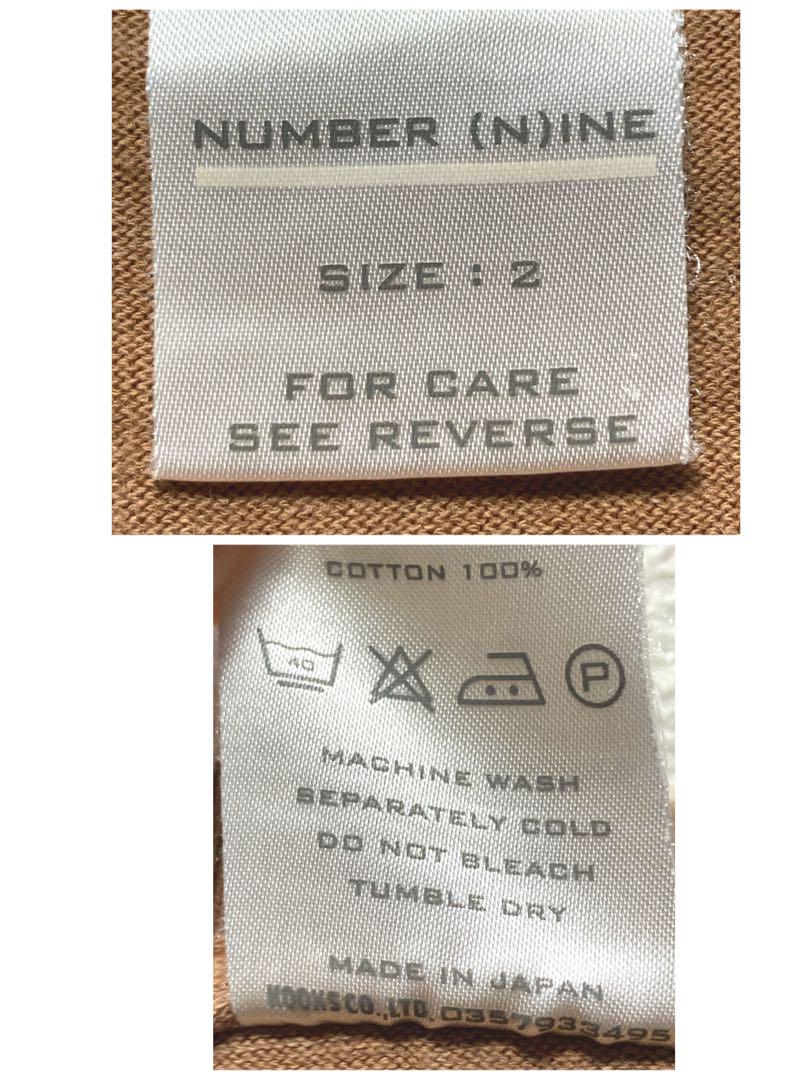 NUMBER (N)INE
SIZE : 2
FOR CARE
SEE REVERSE
COTTON 100%
40
P
MACHINE WASH
SEPARATELY COLD
DO NOT BLEACH
TUMBLE DRY
MADE IN JAPAN
KOOKS CO.,LTD. 0357933495